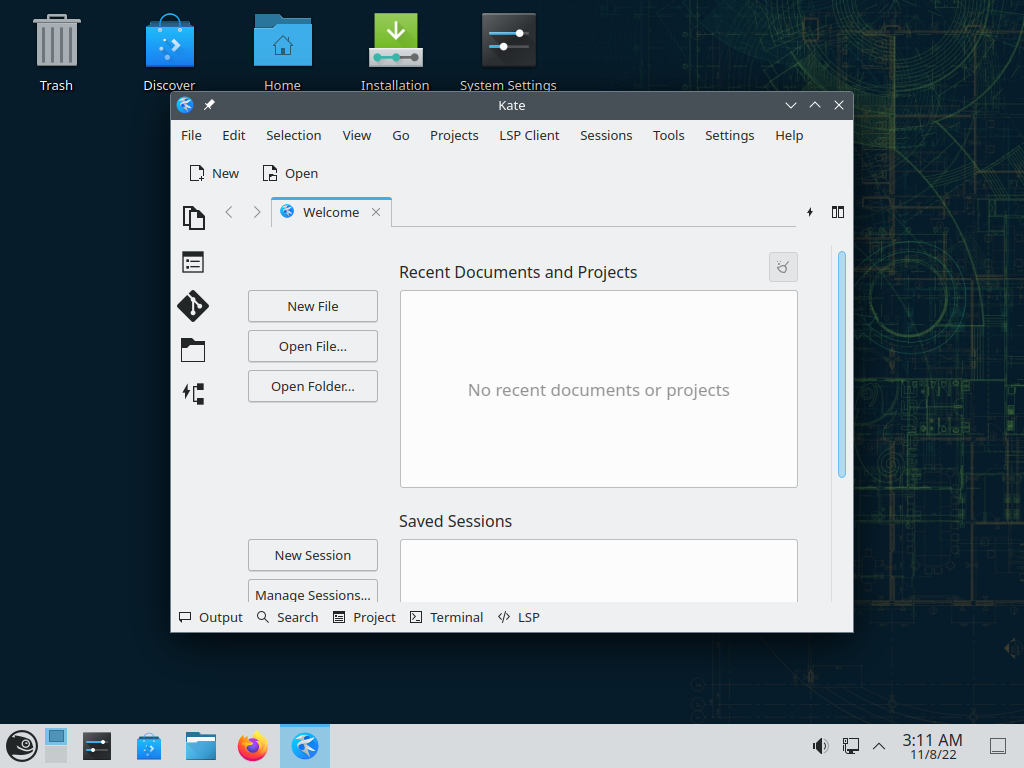 Trash
Discover
Home
Installation
System Settings
Kate
File Edit Selection View Go Projects LSP Client Sessions Tools Settings Help
New Open
Welcome
Recent Documents and Projects
New File
Open File...
Open Folder...
No recent documents or projects
Saved Sessions
New Session
Manage Sessions...
Output Search Project Terminal LSP
3:11 AM
11/8/22